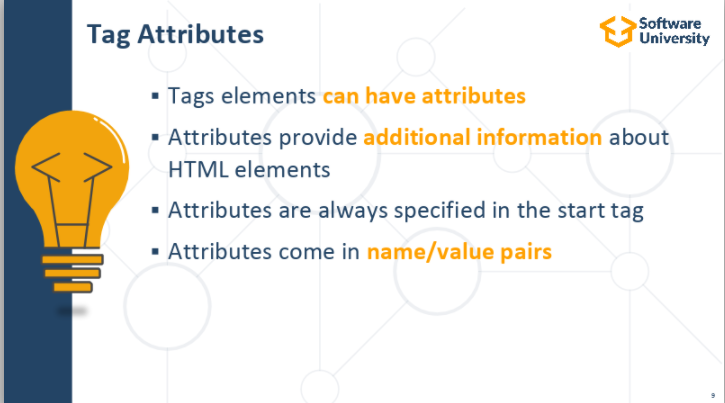 Tag Attributes
Software
University
▪ Tags elements can have attributes
▪ Attributes provide additional information about
HTML elements
▪ Attributes are always specified in the start tag
▪ Attributes come in name/value pairs
9